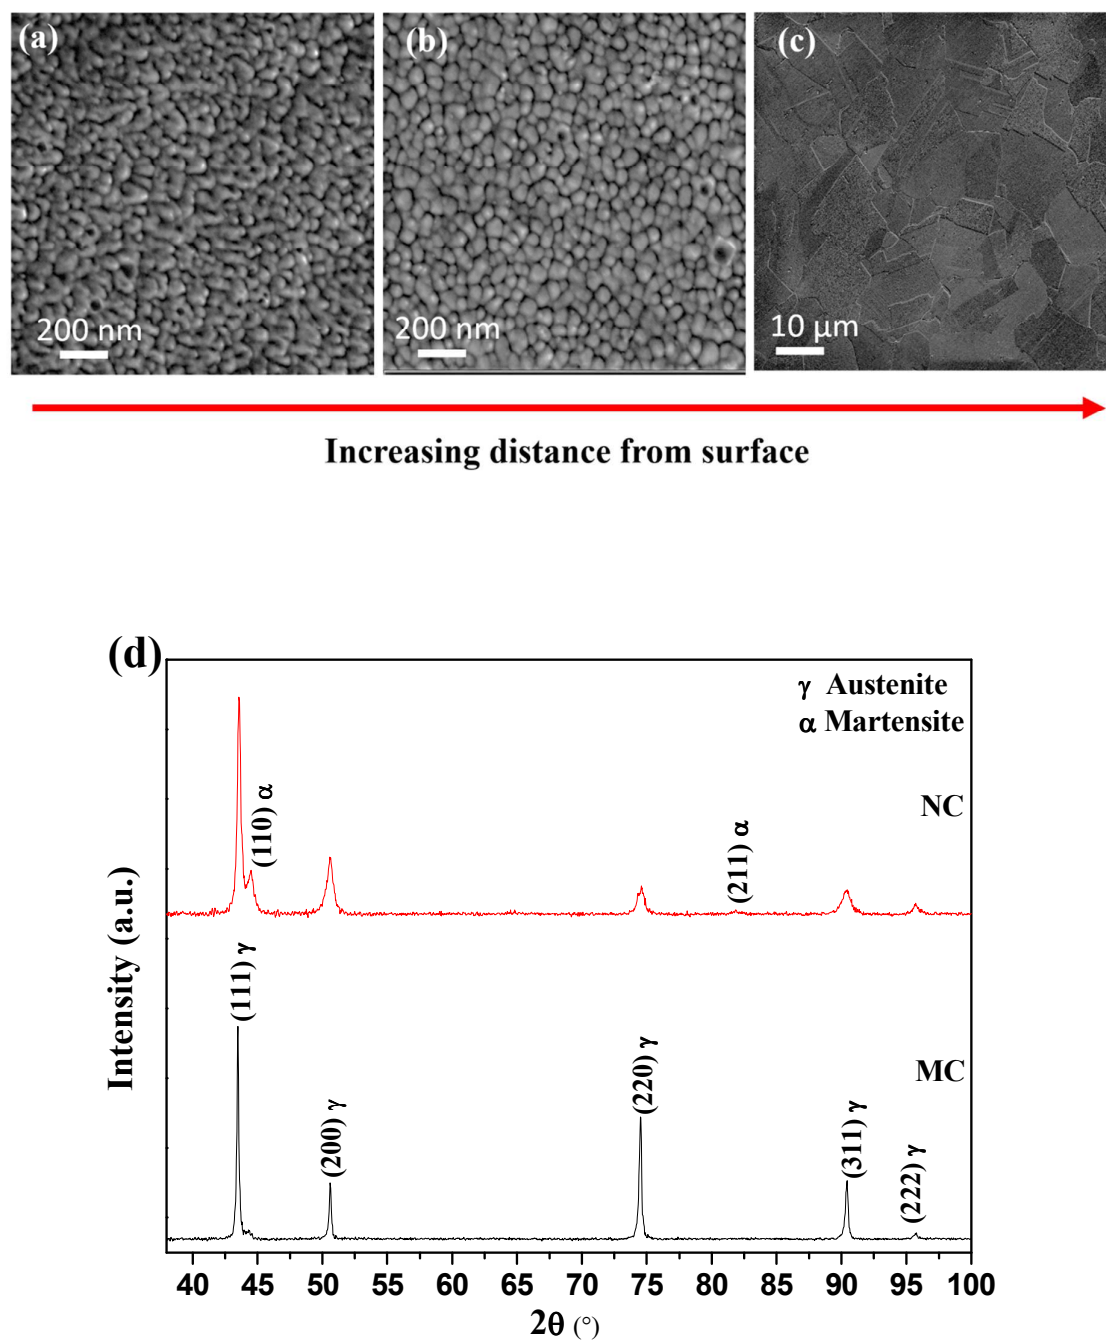 (a)
(b)
(c)
200 nm
200 nm
10 μm
Increasing distance from surface
(d)
γ Austenite
α Martensite
NC
(110) α
(211) α
MC
(111) γ
(200) γ
(220) γ
(311) γ
(222) γ
Intensity (a.u.)
40 45 50 55 60 65 70 75 80 85 90 95 100
2θ (°)